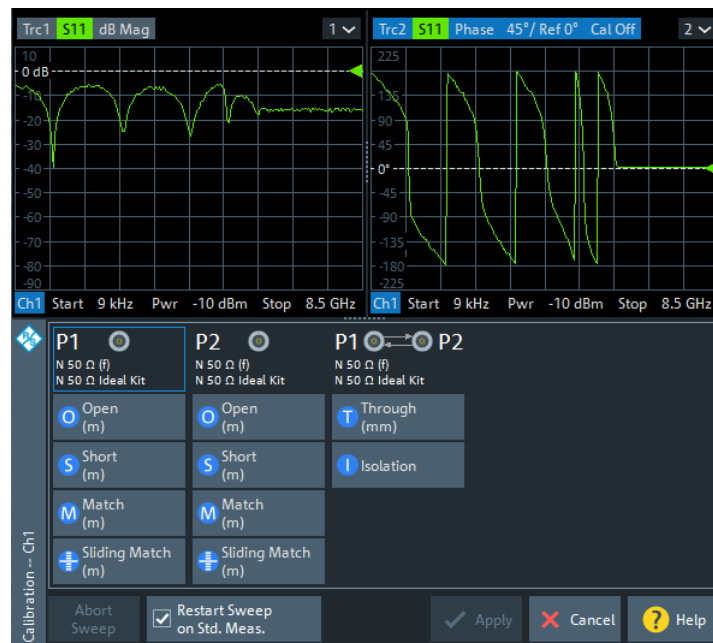 Trc1 S11 dB Mag 1
Trc2 S11 Phase 45°/ Ref 0° Cal Off 2
10
0 dB
-10
-20
-30
-40
-50
-60
-70
-80
-90
225
135
90
45
0°
-45
-90
-135
-180
-225
Ch1 Start 9 kHz Pwr -10 dBm Stop 8.5 GHz
Ch1 Start 9 kHz Pwr -10 dBm Stop 8.5 GHz
Calibration -- Ch1
P1
N 50 Ω (f)
N 50 Ω Ideal Kit
O Open
(m)
S Short
(m)
M Match
(m)
Sliding Match
(m)
P2
N 50 Ω (f)
N 50 Ω Ideal Kit
O Open
(m)
S Short
(m)
M Match
(m)
Sliding Match
(m)
P1 P2
N 50 Ω (f)
N 50 Ω Ideal Kit
T Through
(mm)
I Isolation
Abort
Sweep
Restart Sweep
on Std. Meas.
Apply
Cancel
? Help